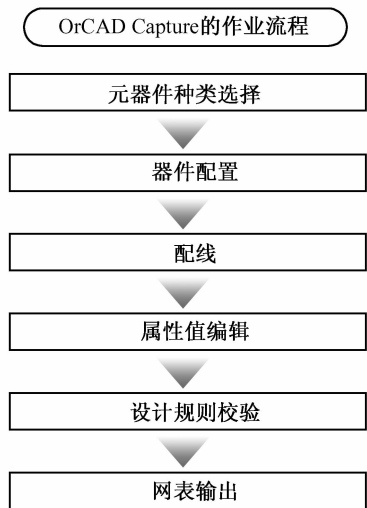 OrCAD Capture的作业流程
元器件种类选择
器件配置
配线
属性值编辑
设计规则校验
网表输出